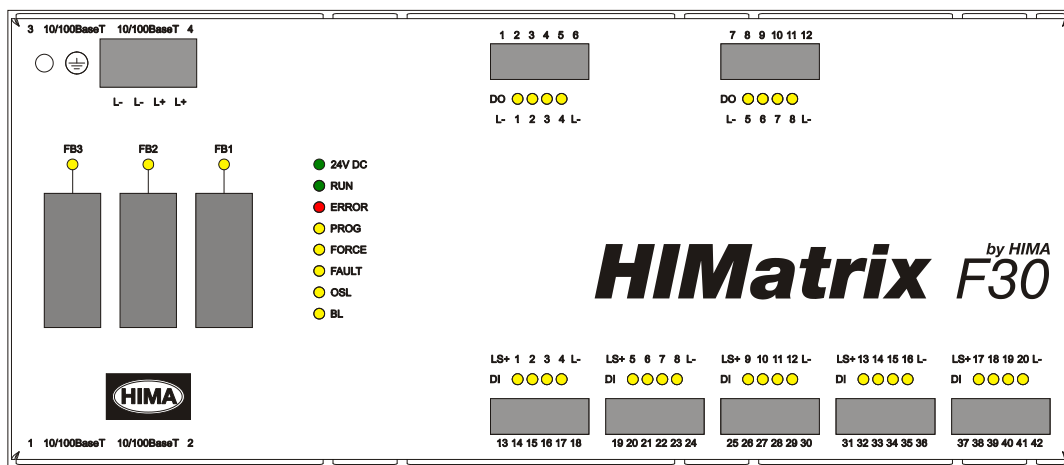 3 10/100BaseT 10/100BaseT 4
L- L- L+ L+
1 2 3 4 5 6
DO
L- 1 2 3 4 L-
7 8 9 10 11 12
DO
L- 5 6 7 8 L-
FB3 FB2 FB1
24V DC
RUN
ERROR
PROG
FORCE
FAULT
OSL
BL
HIMatrix
by HIMA
F30
HIMA
1 10/100BaseT 10/100BaseT 2
LS+ 1 2 3 4 L-
DI
13 14 15 16 17 18
LS+ 5 6 7 8 L-
DI
19 20 21 22 23 24
LS+ 9 10 11 12 L-
DI
25 26 27 28 29 30
LS+ 13 14 15 16 L-
DI
31 32 33 34 35 36
LS+ 17 18 19 20 L-
DI
37 38 39 40 41 42